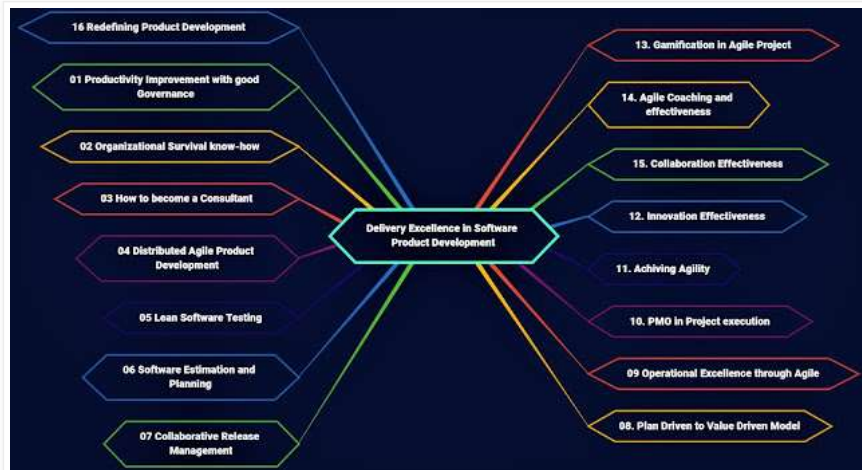 16 Redefining Product Development
01 Productivity Improvement with good
Governance
02 Organizational Survival know-how
03 How to become a Consultant
04 Distributed Agile Product
Development
05 Lean Software Testing
06 Software Estimation and
Planning
07 Collaborative Release
Management
Delivery Excellence in Software
Product Development
13. Gamification in Agile Project
14. Agile Coaching and
effectiveness
15. Collaboration Effectiveness
12. Innovation Effectiveness
11. Achiving Agility
10. PMO in Project execution
09 Operational Excellence through Agile
08. Plan Driven to Value Driven Model